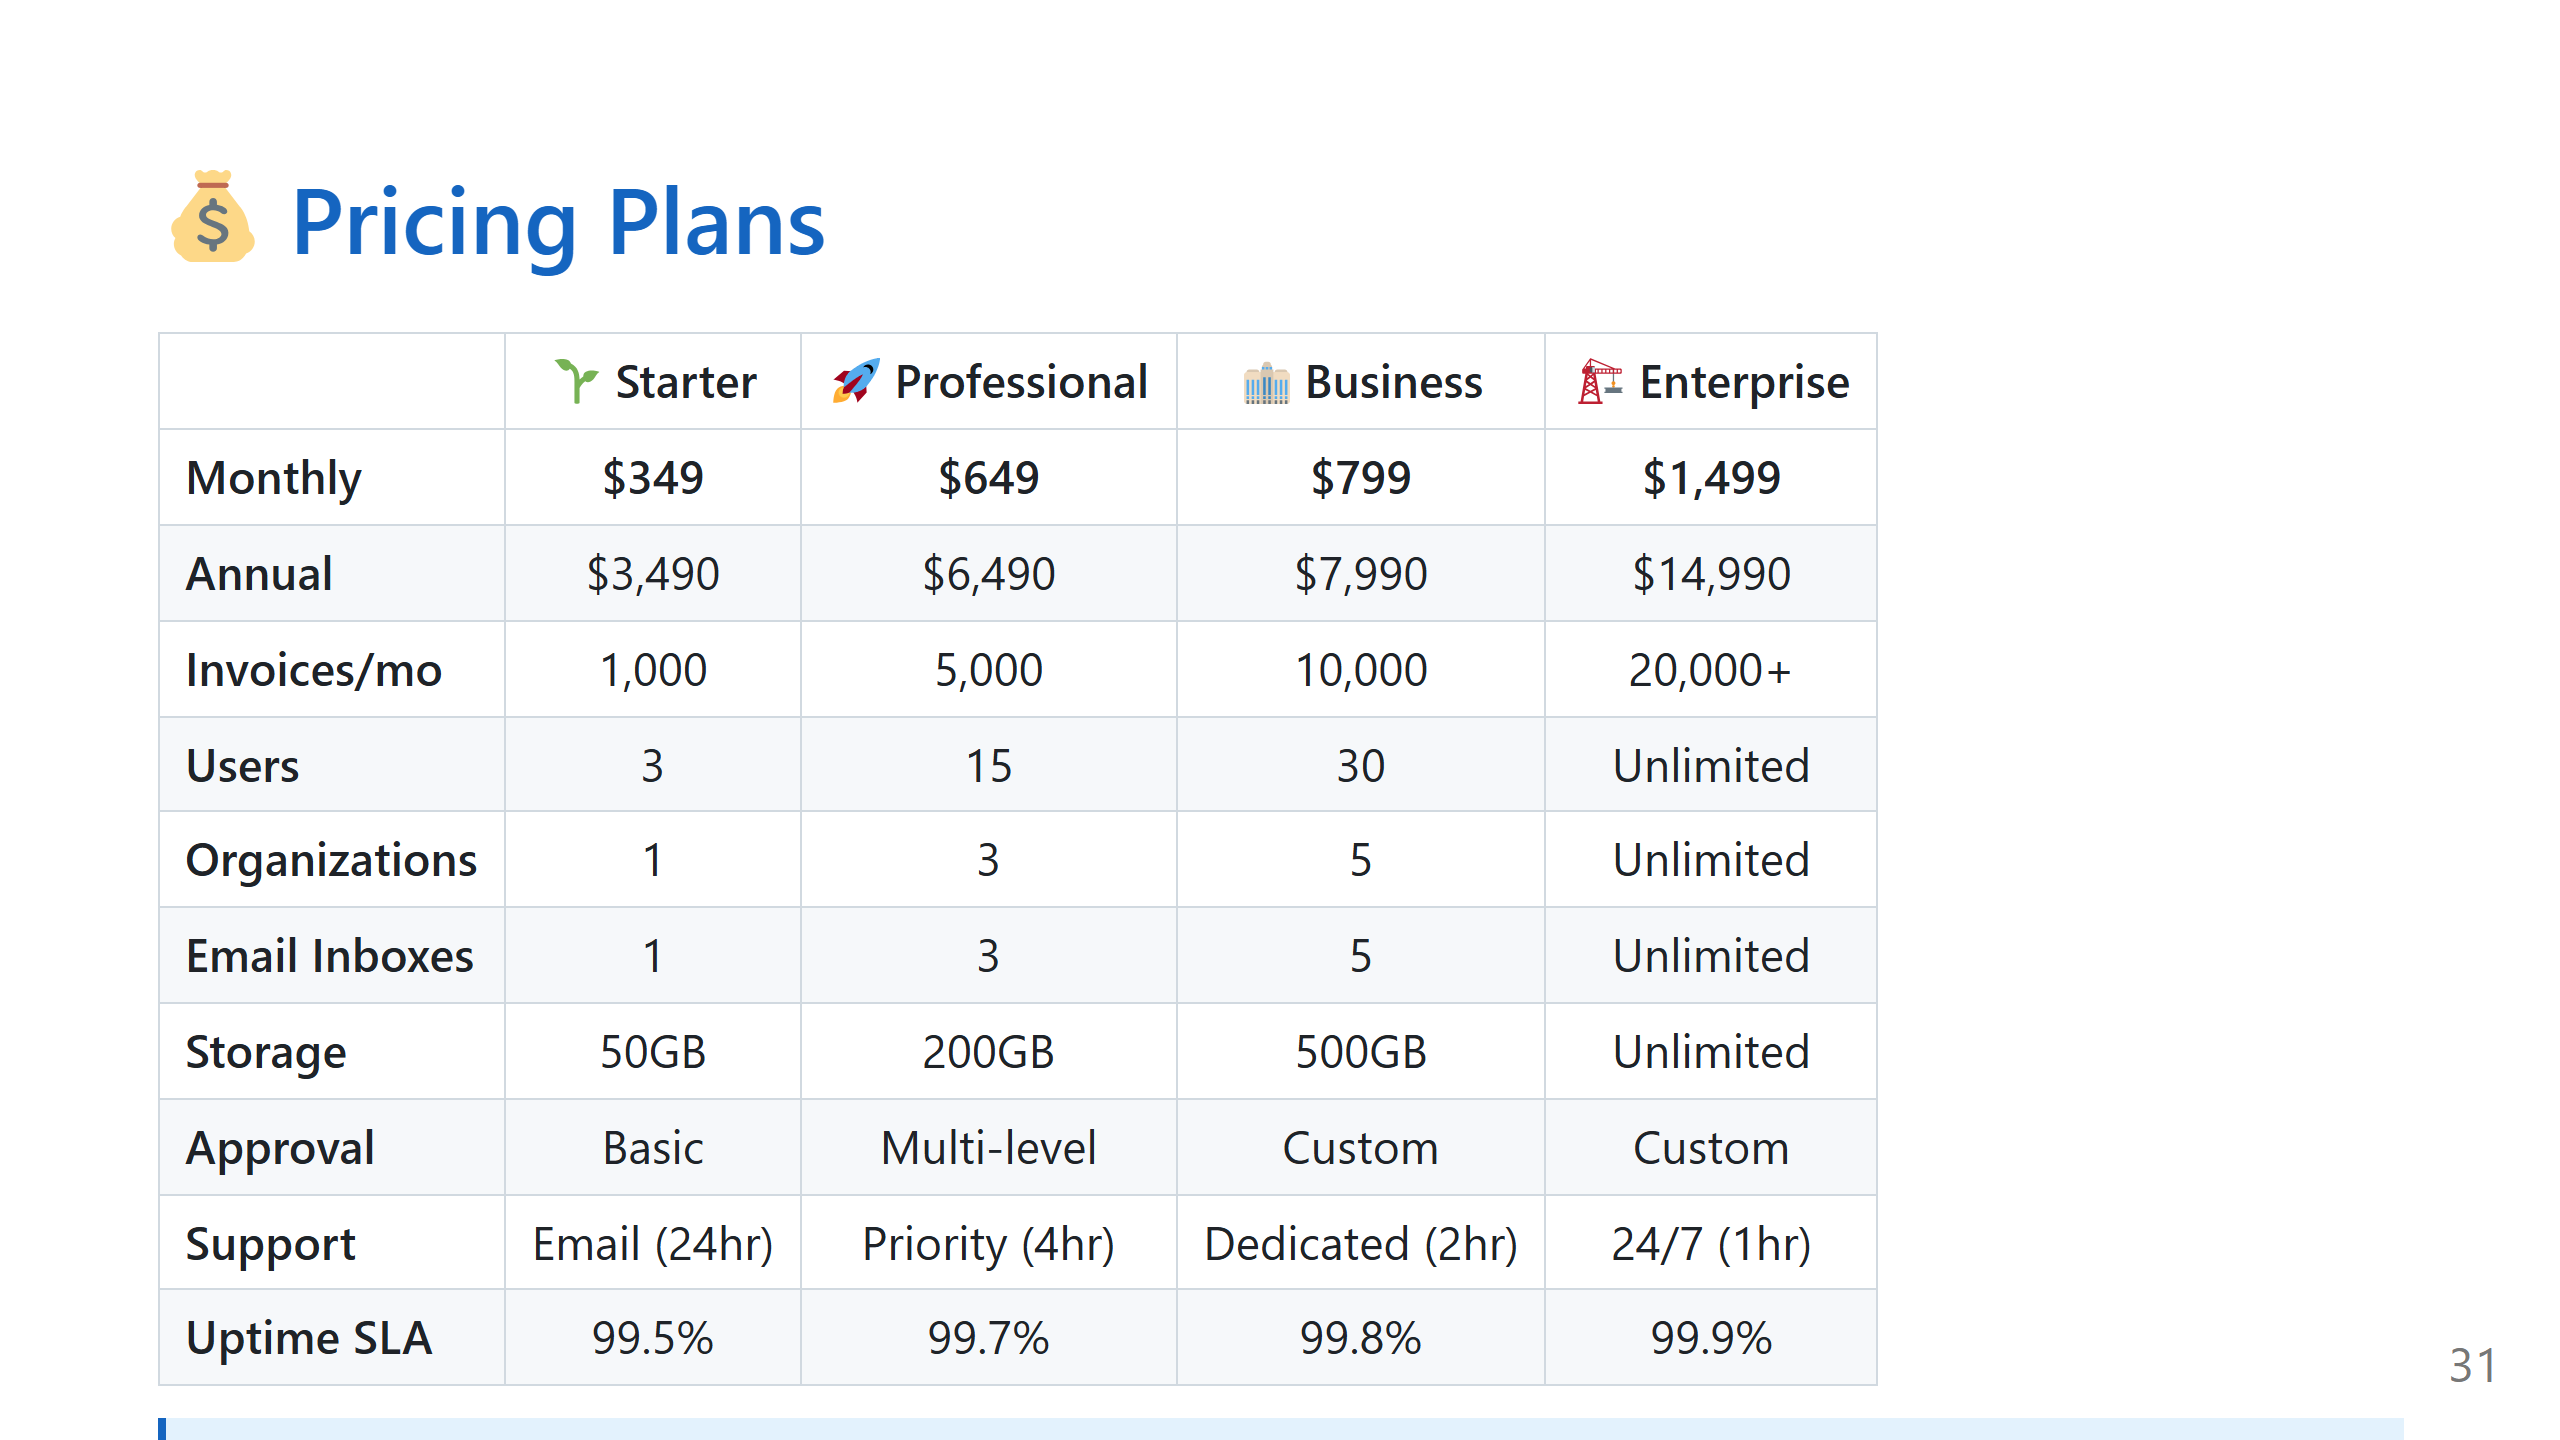 Pricing Plans
Starter Professional Business Enterprise
Monthly $349 $649 $799 $1,499
Annual $3,490 $6,490 $7,990 $14,990
Invoices/mo 1,000 5,000 10,000 20,000+
Users 3 15 30 Unlimited
Organizations 1 3 5 Unlimited
Email Inboxes 1 3 5 Unlimited
Storage 50GB 200GB 500GB Unlimited
Approval Basic Multi-level Custom Custom
Support Email (24hr) Priority (4hr) Dedicated (2hr) 24/7 (1hr)
Uptime SLA 99.5% 99.7% 99.8% 99.9%
31